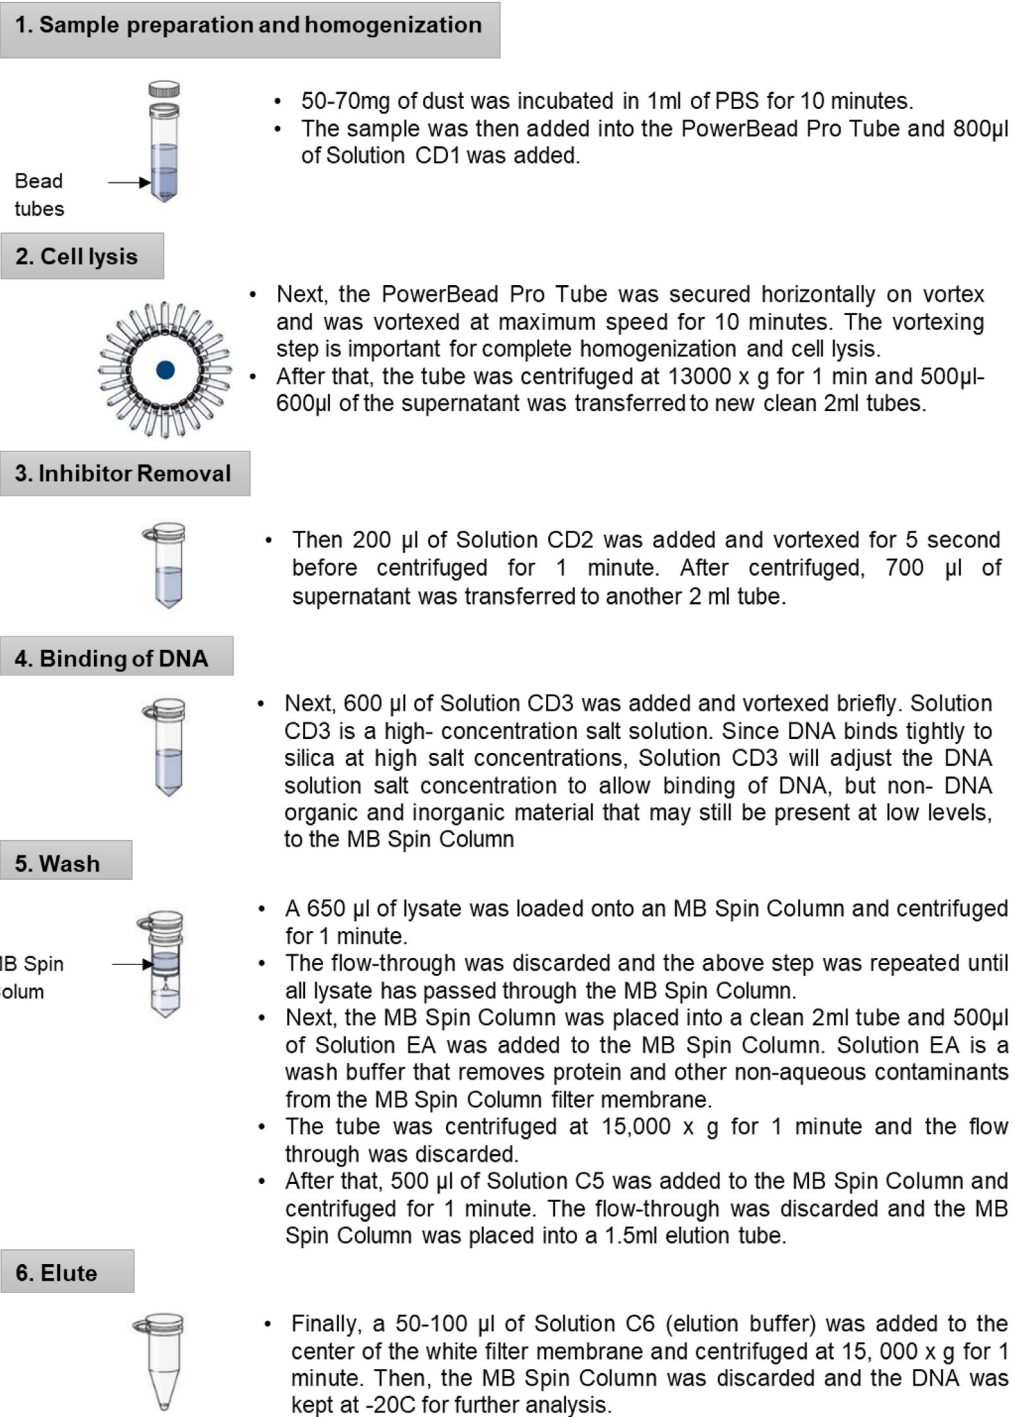 1. Sample preparation and homogenization
• 50-70mg of dust was incubated in 1ml of PBS for 10 minutes.
• The sample was then added into the PowerBead Pro Tube and 800µl
of Solution CD1 was added.
Bead
tubes
2. Cell lysis
• Next, the PowerBead Pro Tube was secured horizontally on vortex
and was vortexed at maximum speed for 10 minutes. The vortexing
step is important for complete homogenization and cell lysis.
• After that, the tube was centrifuged at 13000 x g for 1 min and 500µl-
600µl of the supernatant was transferred to new clean 2ml tubes.
3. Inhibitor Removal
• Then 200 µl of Solution CD2 was added and vortexed for 5 second
before centrifuged for 1 minute. After centrifuged, 700 µl of
supernatant was transferred to another 2 ml tube.
4. Binding of DNA
• Next, 600 µl of Solution CD3 was added and vortexed briefly. Solution
CD3 is a high- concentration salt solution. Since DNA binds tightly to
silica at high salt concentrations, Solution CD3 will adjust the DNA
solution salt concentration to allow binding of DNA, but non- DNA
organic and inorganic material that may still be present at low levels,
to the MB Spin Column
5. Wash
• A 650 µl of lysate was loaded onto an MB Spin Column and centrifuged
for 1 minute.
• The flow-through was discarded and the above step was repeated until
all lysate has passed through the MB Spin Column.
MB Spin
Colum
• Next, the MB Spin Column was placed into a clean 2ml tube and 500µl
of Solution EA was added to the MB Spin Column. Solution EA is a
wash buffer that removes protein and other non-aqueous contaminants
from the MB Spin Column filter membrane.
• The tube was centrifuged at 15,000 x g for 1 minute and the flow
through was discarded.
• After that, 500 µl of Solution C5 was added to the MB Spin Column and
centrifuged for 1 minute. The flow-through was discarded and the MB
Spin Column was placed into a 1.5ml elution tube.
6. Elute
• Finally, a 50-100 µl of Solution C6 (elution buffer) was added to the
center of the white filter membrane and centrifuged at 15, 000 x g for 1
minute. Then, the MB Spin Column was discarded and the DNA was
kept at -20C for further analysis.